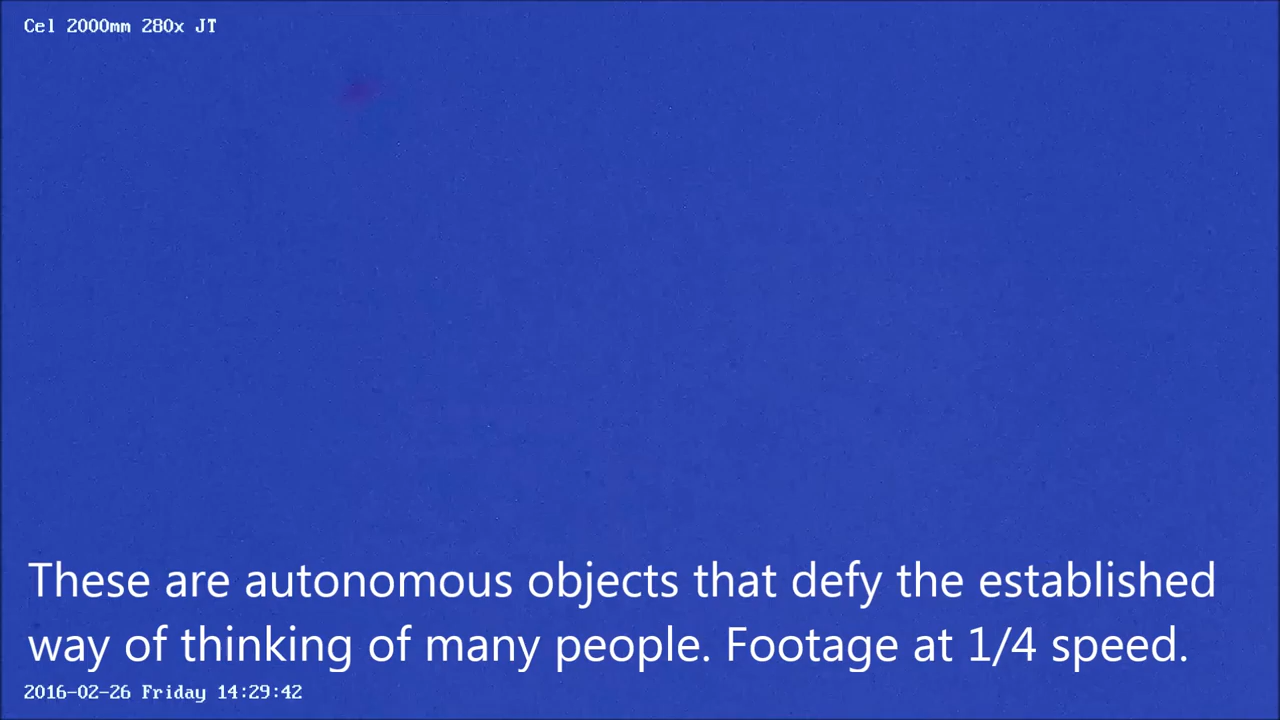 Cel 2000mm 280x JT
These are autonomous objects that defy the established
way of thinking of many people. Footage at 1/4 speed.
2016-02-26 Friday 14:29:42